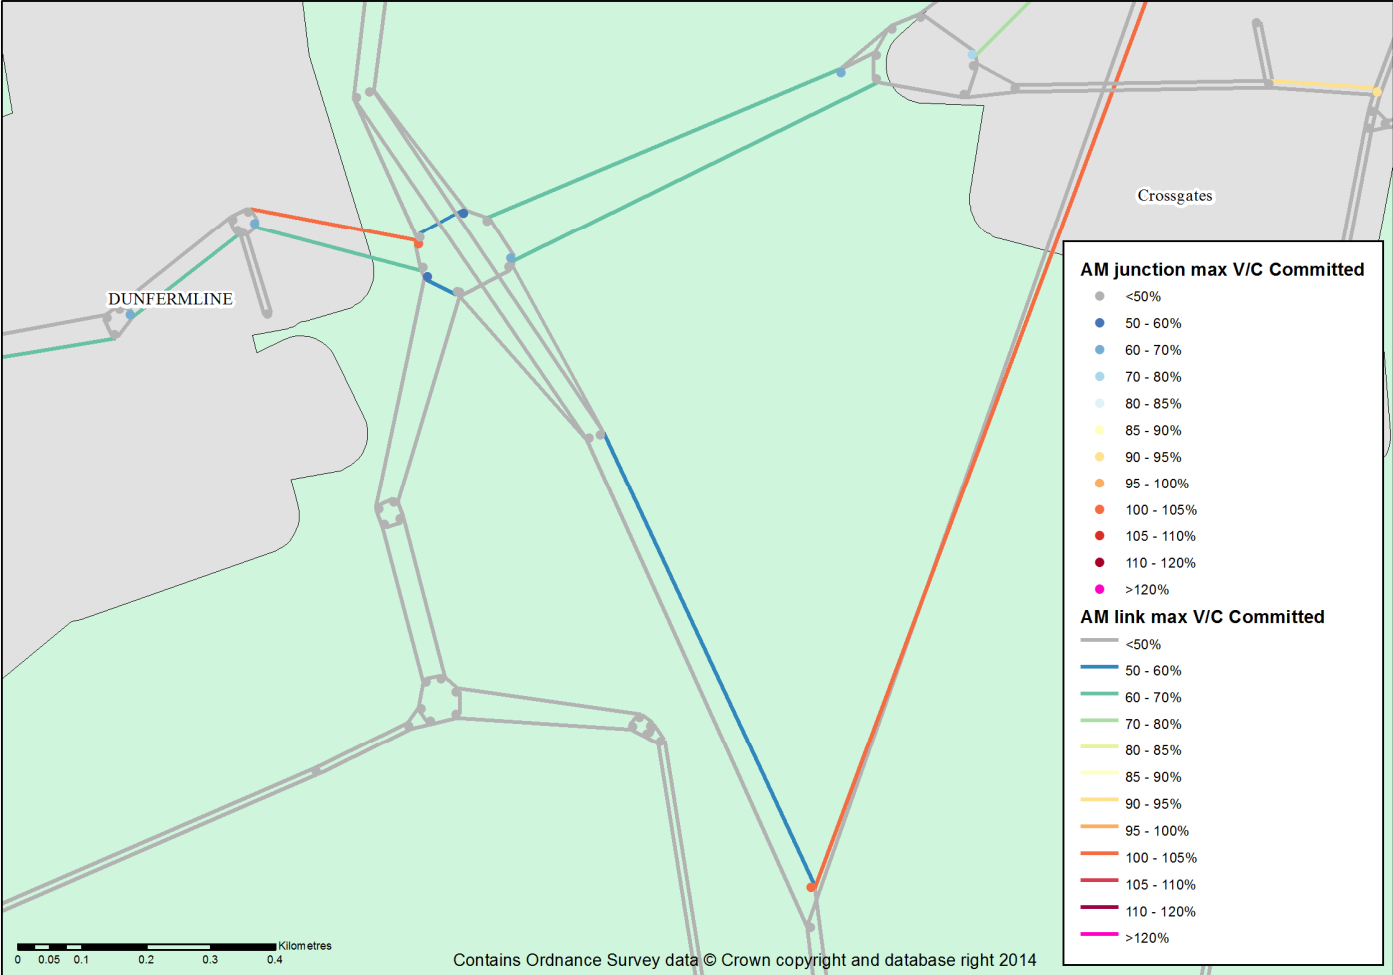 Crossgates
DUNFERMLINE
AM junction max V/C Committed
<50%
50 - 60%
60 - 70%
70 - 80%
80 - 85%
85 - 90%
90 - 95%
95 - 100%
100 - 105%
105 - 110%
110 - 120%
>120%
AM link max V/C Committed
<50%
50 - 60%
60 - 70%
70 - 80%
80 - 85%
85 - 90%
90 - 95%
95 - 100%
100 - 105%
105 - 110%
110 - 120%
>120%
Kilometres
0 0.05 0.1 0.2 0.3 0.4
Contains Ordnance Survey data © Crown copyright and database right 2014